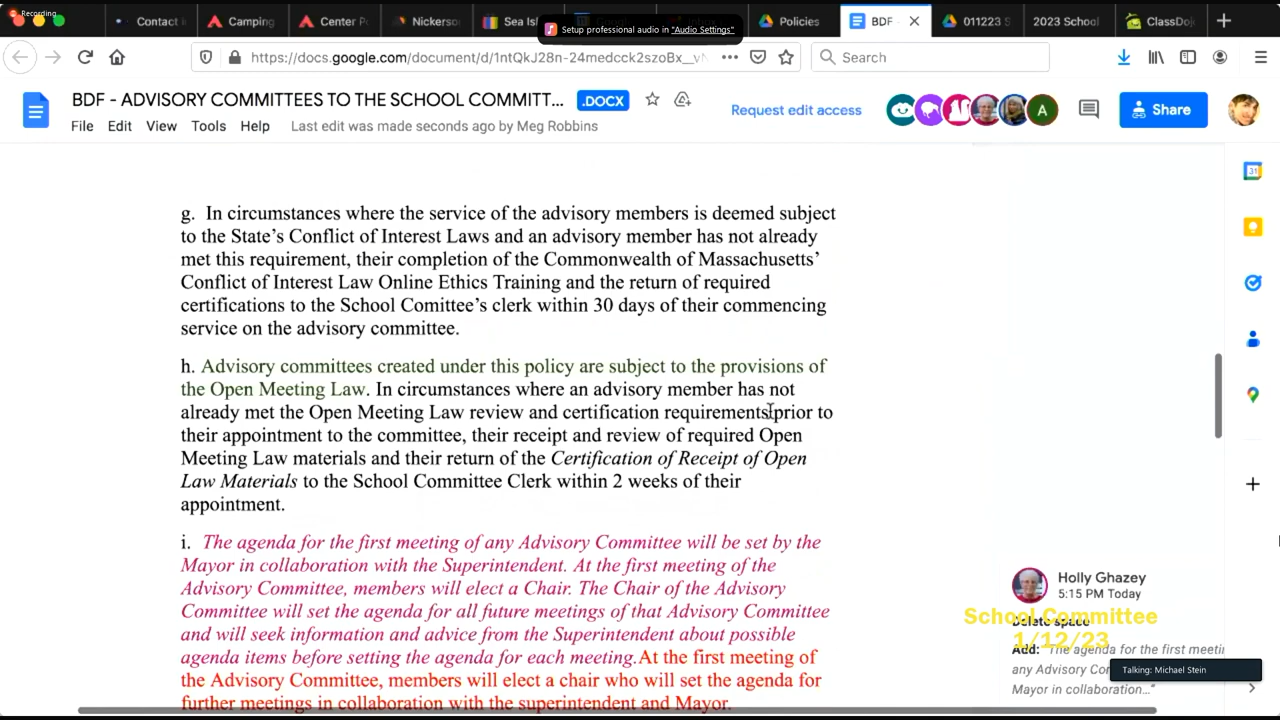 Recording
Contact i
Camping
Center P
Nickerson
Sea Isl
Policies
BDF -
011223 S
2023 School
ClassDoj
Setup professional audio in "Audio Settings"
https://docs.google.com/document/d/1ntQkJ28n-24medcck2szoBx_v
Search
BDF - ADVISORY COMMITTEES TO THE SCHOOL COMMITT... .DOCX
Request edit access
A
Share
File Edit View Tools Help Last edit was made seconds ago by Meg Robbins
31
g. In circumstances where the service of the advisory members is deemed subject
to the State's Conflict of Interest Laws and an advisory member has not already
met this requirement, their completion of the Commonwealth of Massachusetts'
Conflict of Interest Law Online Ethics Training and the return of required
certifications to the School Comittee's clerk within 30 days of their commencing
service on the advisory committee.
h. Advisory committees created under this policy are subject to the provisions of
the Open Meeting Law. In circumstances where an advisory member has not
already met the Open Meeting Law review and certification requirements prior to
their appointment to the committee, their receipt and review of required Open
Meeting Law materials and their return of the Certification of Receipt of Open
Law Materials to the School Committee Clerk within 2 weeks of their
appointment.
i. The agenda for the first meeting of any Advisory Committee will be set by the
Mayor in collaboration with the Superintendent. At the first meeting of the
Advisory Committee, members will elect a Chair. The Chair of the Advisory
Committee will set the agenda for all future meetings of that Advisory Committee
and will seek information and advice from the Superintendent about possible
agenda items before setting the agenda for each meeting.At the first meeting of
the Advisory Committee, members will elect a chair who will set the agenda for
further meetings in collaboration with the superintendent and Mayor.
Holly Ghazey
5:15 PM Today
School Committee
1/12/23
Delete space
Add: "The agenda for the first meeti
any Advisory Co
Mayor in collaboration..."
Talking: Michael Stein